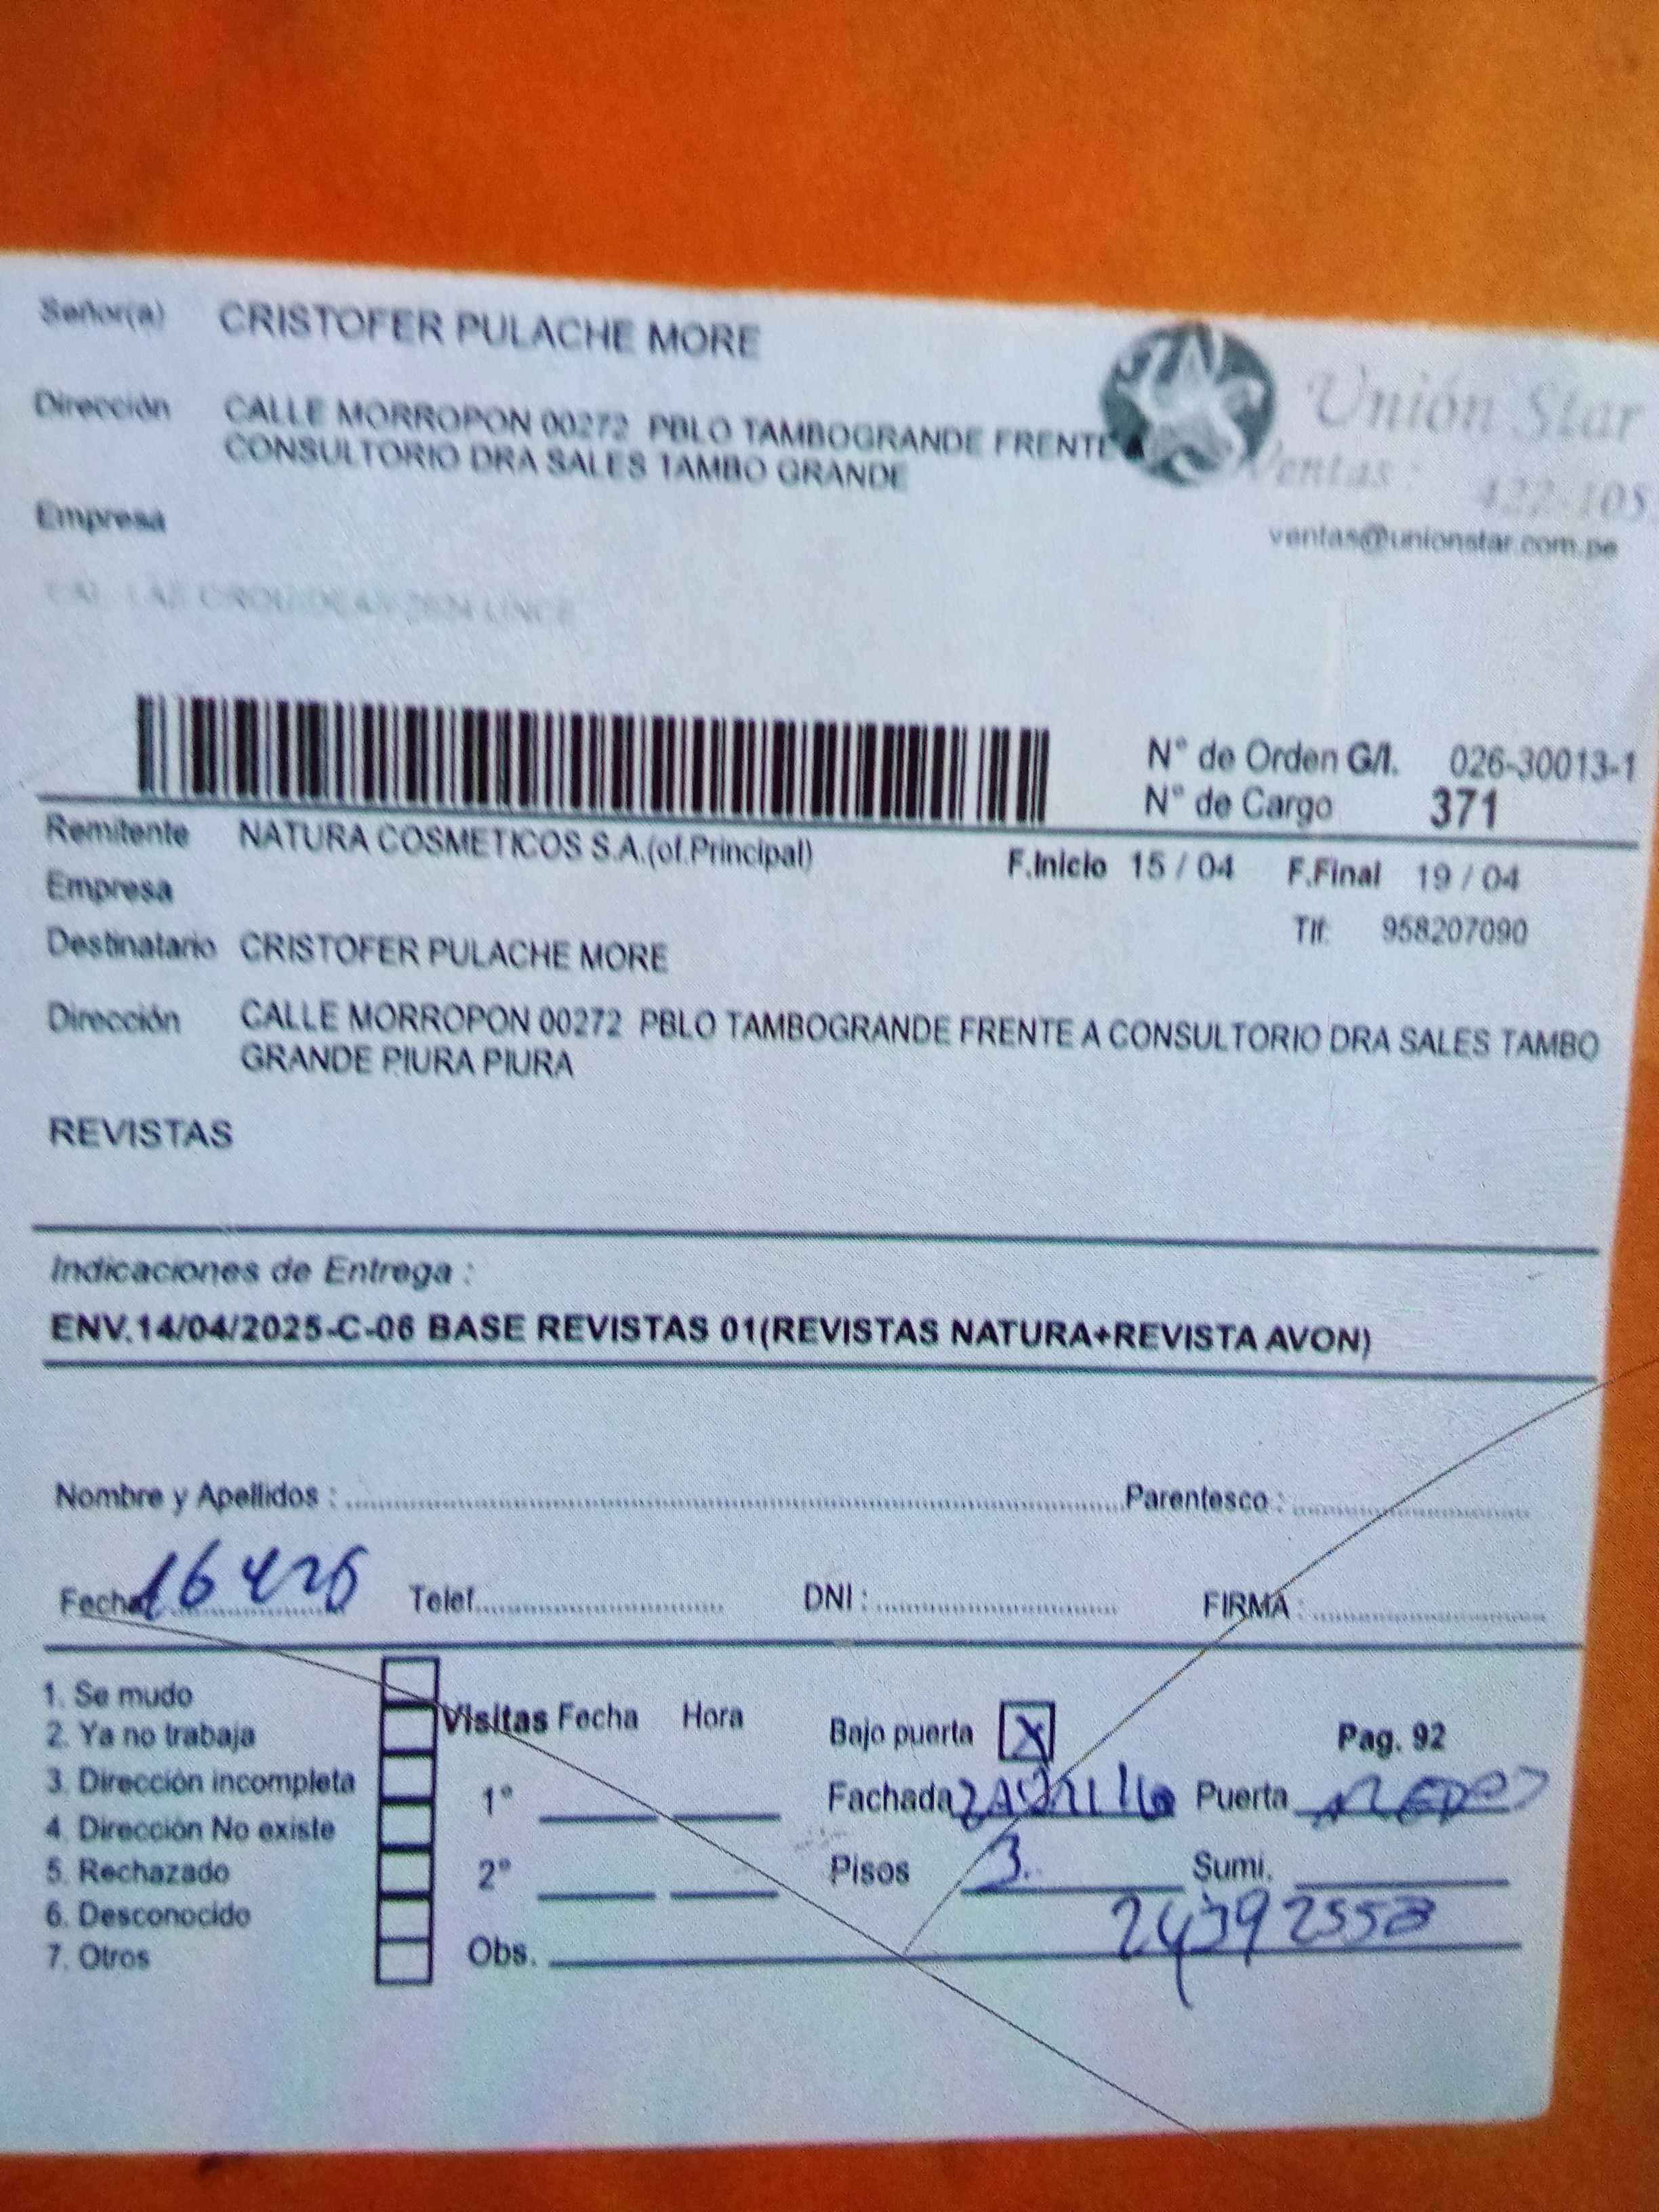 Señor(a) CRISTOFER PULACHE MORE
Unión Star
Dirección CALLE MORROPON 00272 PBLO TAMBOGRANDE FRENTE A
CONSULTORIO DRA SALES TAMBO GRANDE
Ventas : 422-105
Empresa
ventas@unionstar.com.pe
LINCE
N° de Orden G/I. 026-30013-1
N° de Cargo 371
Remitente NATURA COSMETICOS S.A.(of.Principal)
F.Inicio 15 / 04 F.Final 19 / 04
Empresa
Tlf: 958207090
Destinatario CRISTOFER PULACHE MORE
Dirección CALLE MORROPON 00272 PBLO TAMBOGRANDE FRENTE A CONSULTORIO DRA SALES TAMBO
GRANDE PIURA PIURA
REVISTAS
Indicaciones de Entrega :
ENV.14/04/2025-C-06 BASE REVISTAS 01(REVISTAS NATURA+REVISTA AVON)
Nombre y Apellidos : Parentesco :
Fecha 16 4 25 Telef. DNI : FIRMA :
1. Se mudo
2. Ya no trabaja
3. Dirección incompleta
4. Dirección No existe
5. Rechazado
6. Desconocido
7. Otros
Visitas Fecha Hora
1°
2°
Obs.
Bajo puerta X Pag. 92
Fachada Puerta
Pisos 3. Sumi.